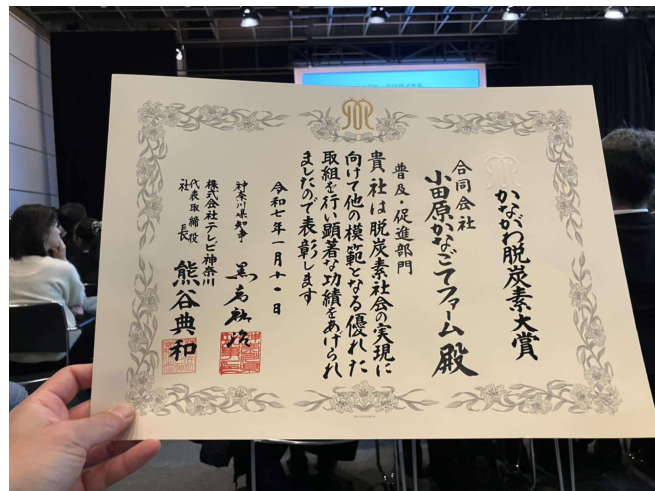 かながわ脱炭素大賞
合同会社
小田原かなごてファーム 殿
普及・促進部門
貴社は脱炭素社会の実現に
向けて他の模範となる優れた
取組を行い顕著な功績をあげられ
ましたので表彰します
令和七年一月
神奈川県知事 黒岩祐治
株式会社テレビ神奈川
代表取締役
社長
熊谷典和